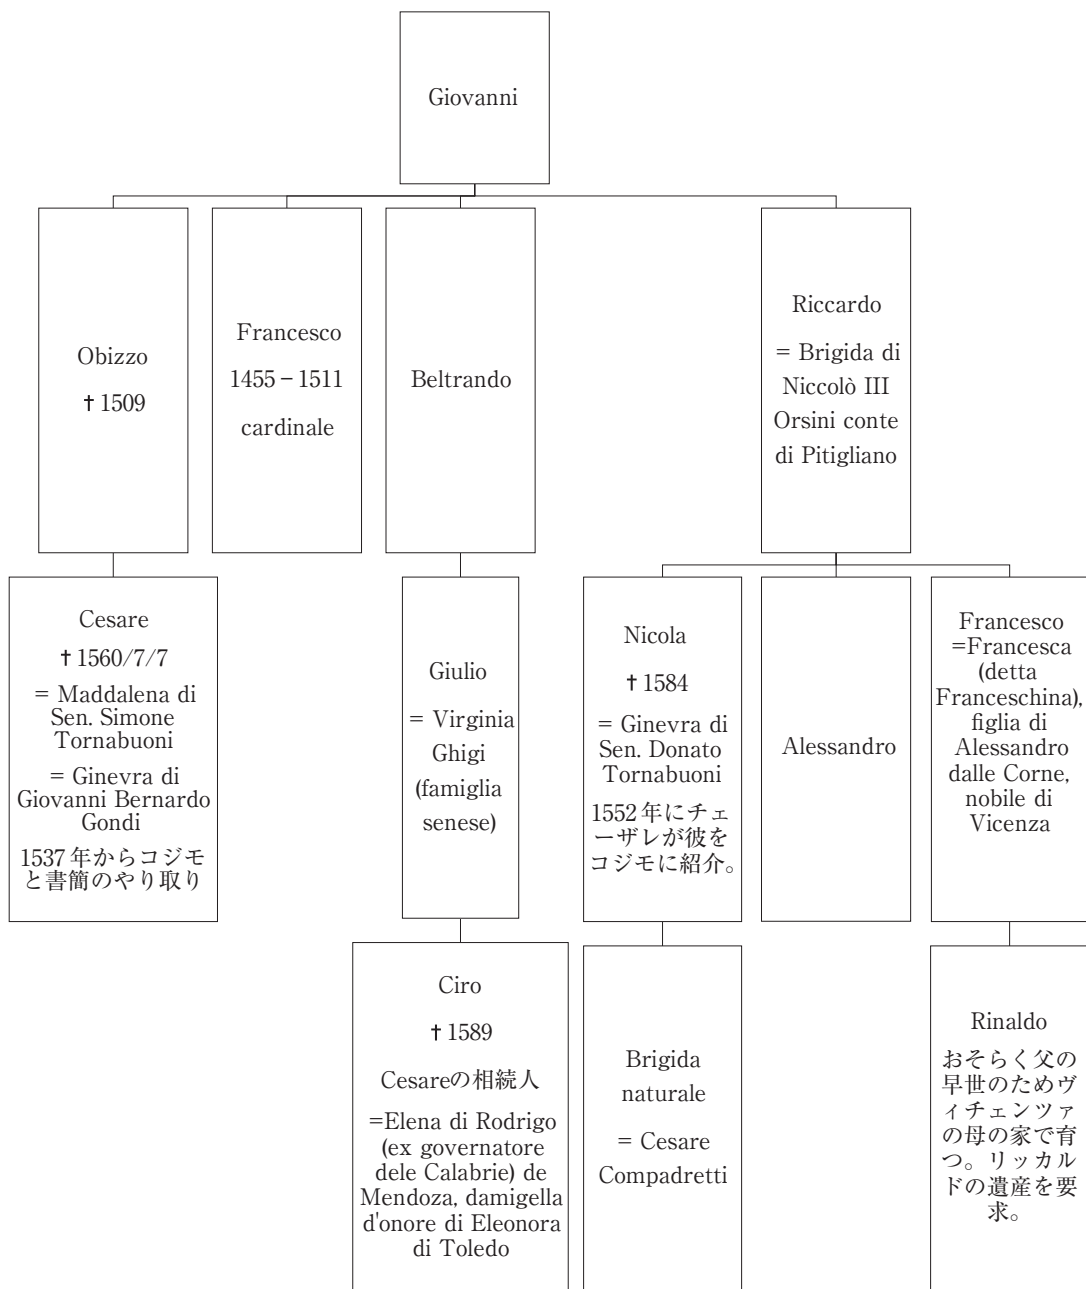 Giovanni
Obizzo
✝1509
Francesco
1455－1511
cardinale
Beltrando
Riccardo
= Brigida di
Niccolò III
Orsini conte
di Pitigliano
Cesare
✝1560/7/7
= Maddalena di
Sen. Simone
Tornabuoni
= Ginevra di
Giovanni Bernardo
Gondi
1537年からコジモ
と書簡のやり取り
Giulio
= Virginia
Ghigi
(famiglia
senese)
Nicola
✝1584
= Ginevra di
Sen. Donato
Tornabuoni
1552年にチェ
ーザレが彼を
コジモに紹介。
Alessandro
Francesco
=Francesca
(detta
Franceschina),
figlia di
Alessandro
dalle Corne,
nobile di
Vicenza
Ciro
✝1589
Cesareの相続人
=Elena di Rodrigo
(ex governatore
dele Calabrie) de
Mendoza, damigella
d'onore di Eleonora
di Toledo
Brigida
naturale
= Cesare
Compadretti
Rinaldo
おそらく父の
早世のためヴ
ィチェンツァ
の母の家で育
つ。リッカル
ドの遺産を要
求。